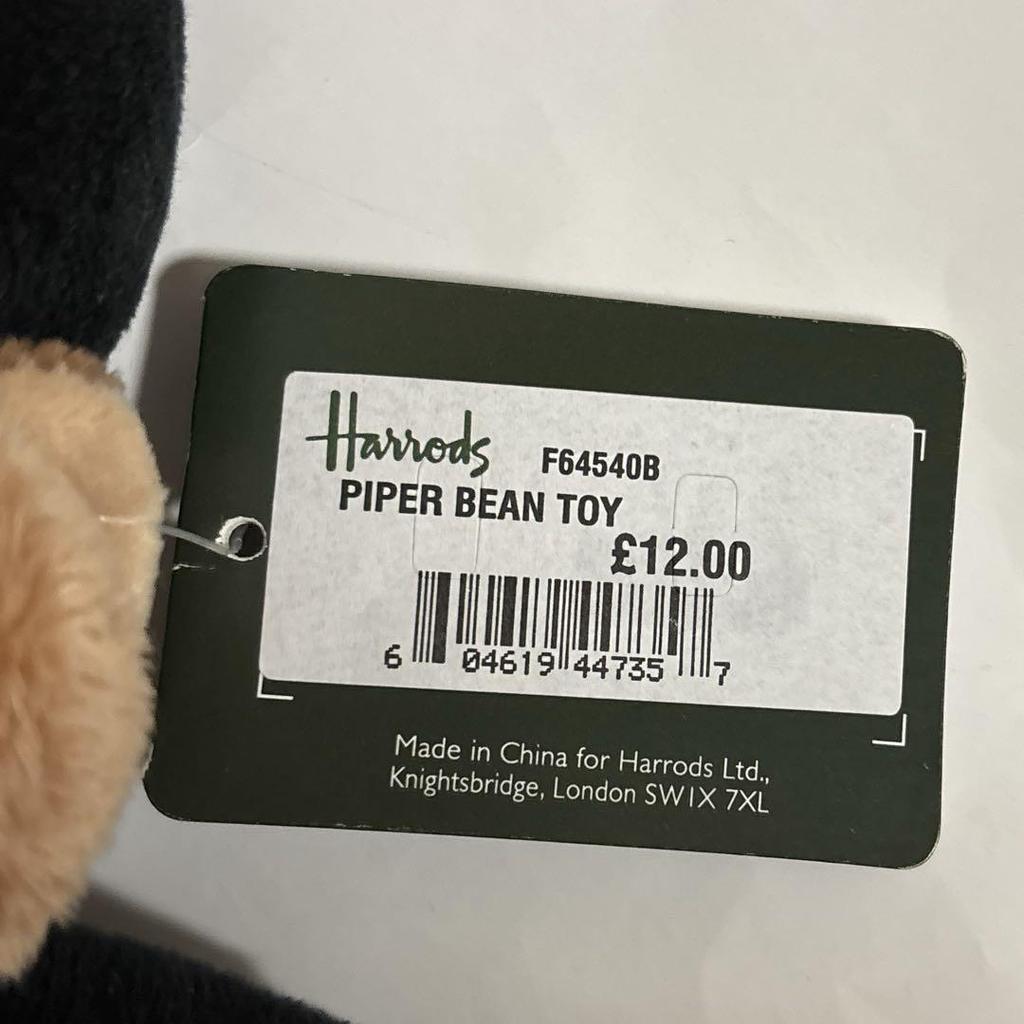 Harrods F64540B
PIPER BEAN TOY
£12.00
6 04619 44735 7
Made in China for Harrods Ltd.,
Knightsbridge, London SW1X 7XL